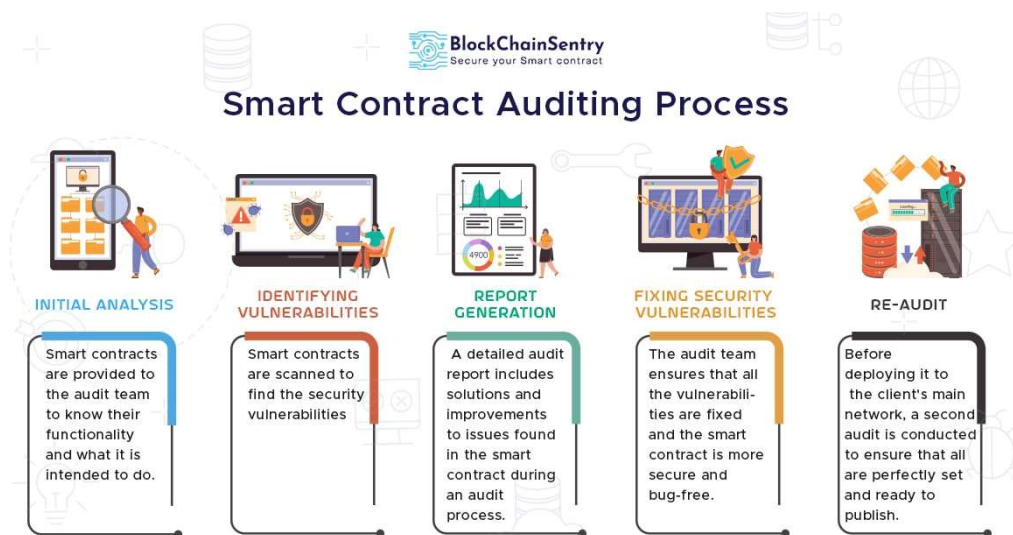 BlockChainSentry
Secure your Smart contract
Smart Contract Auditing Process
INITIAL ANALYSIS
Smart contracts
are provided to
the audit team
to know their
functionality
and what it is
intended to do.
IDENTIFYING
VULNERABILITIES
Smart contracts
are scanned to
find the security
vulnerabilities
4900
REPORT
GENERATION
A detailed audit
report includes
solutions and
improvements
to issues found
in the smart
contract during
an audit
process.
FIXING SECURITY
VULNERABILITIES
The audit team
ensures that all
the vulnerabili-
ties are fixed
and the smart
contract is more
secure and
bug-free.
Loading...
RE-AUDIT
Before
deploying it to
the client's main
network, a second
audit is conducted
to ensure that all
are perfectly set
and ready to
publish.